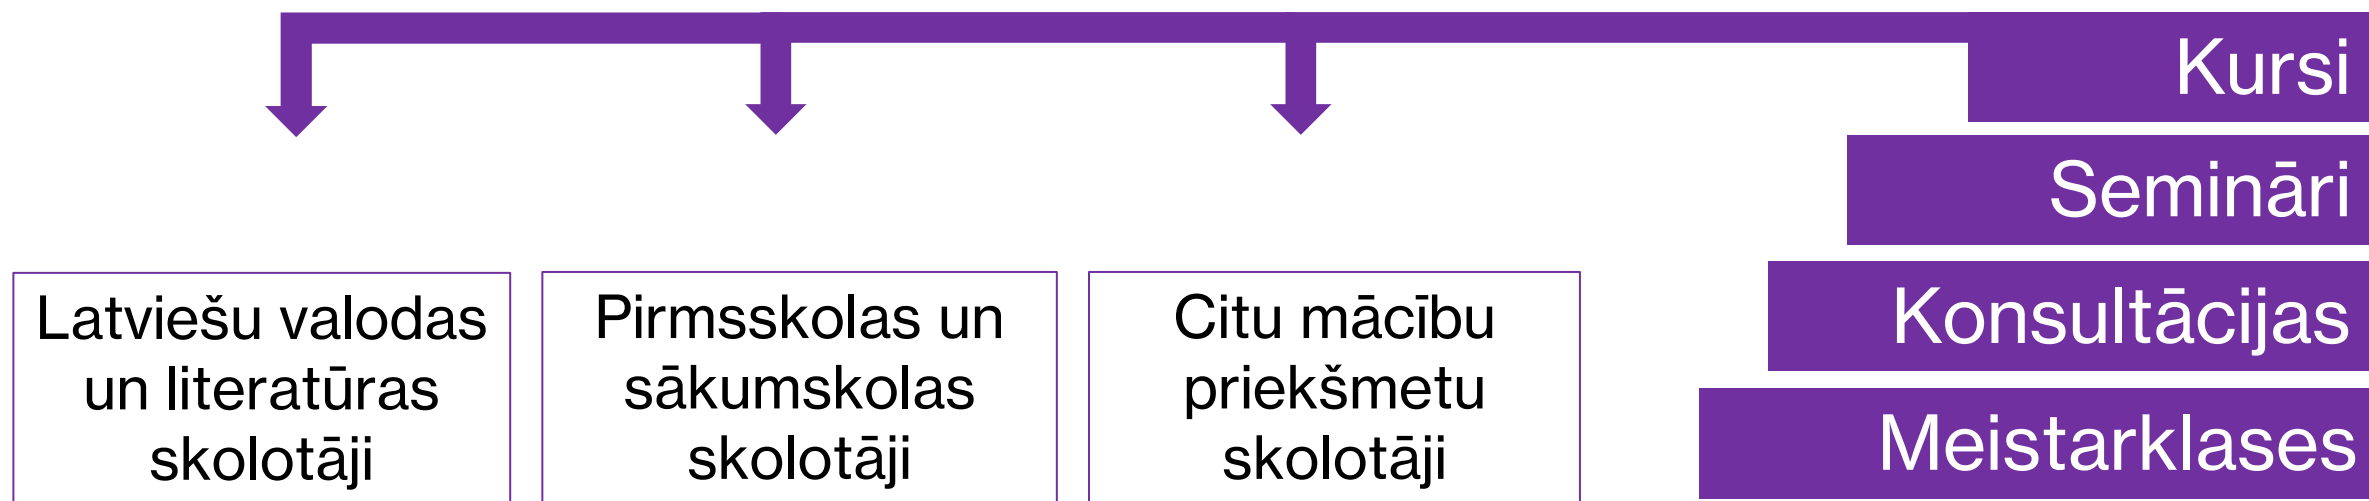 Kursi
Semināri
Konsultācijas
Meistarklases
Latviešu valodas
un literatūras
skolotāji
Pirmsskolas un
sākumskolas
skolotāji
Citu mācību
priekšmetu
skolotāji